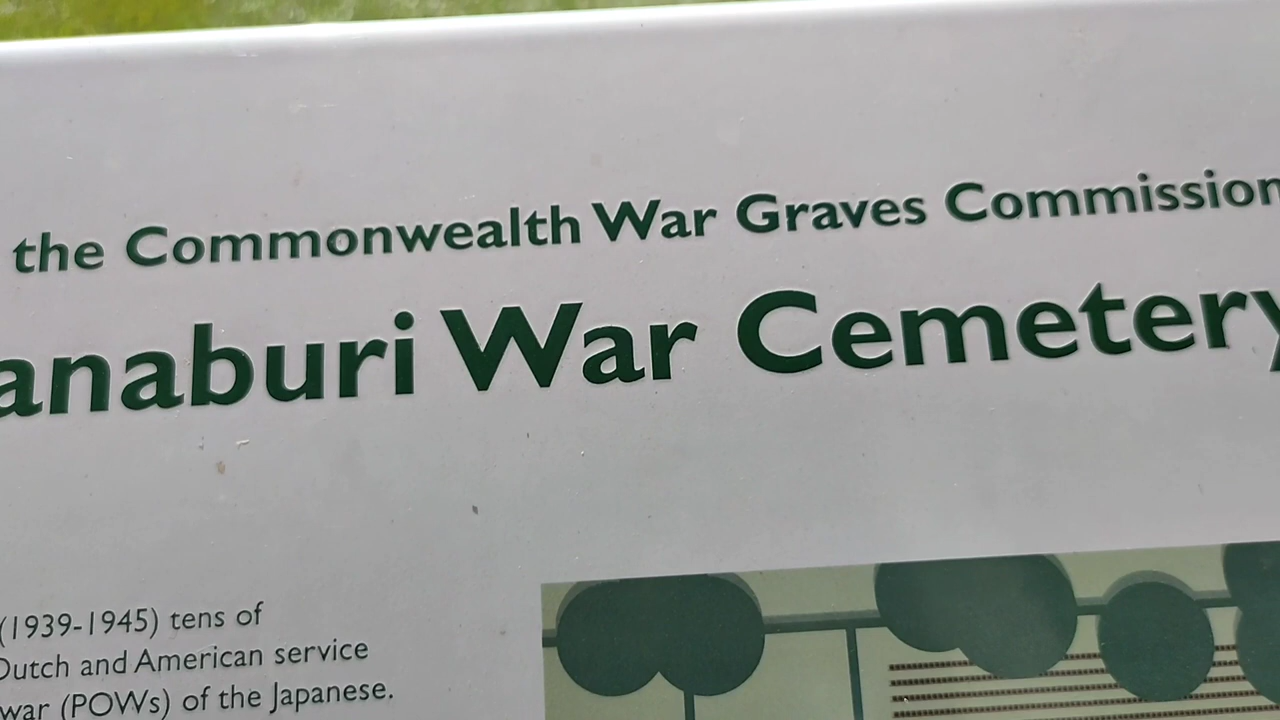 the Commonwealth War Graves Commission
anaburi War Cemetery
(1939-1945) tens of
Dutch and American service
war (POWs) of the Japanese.